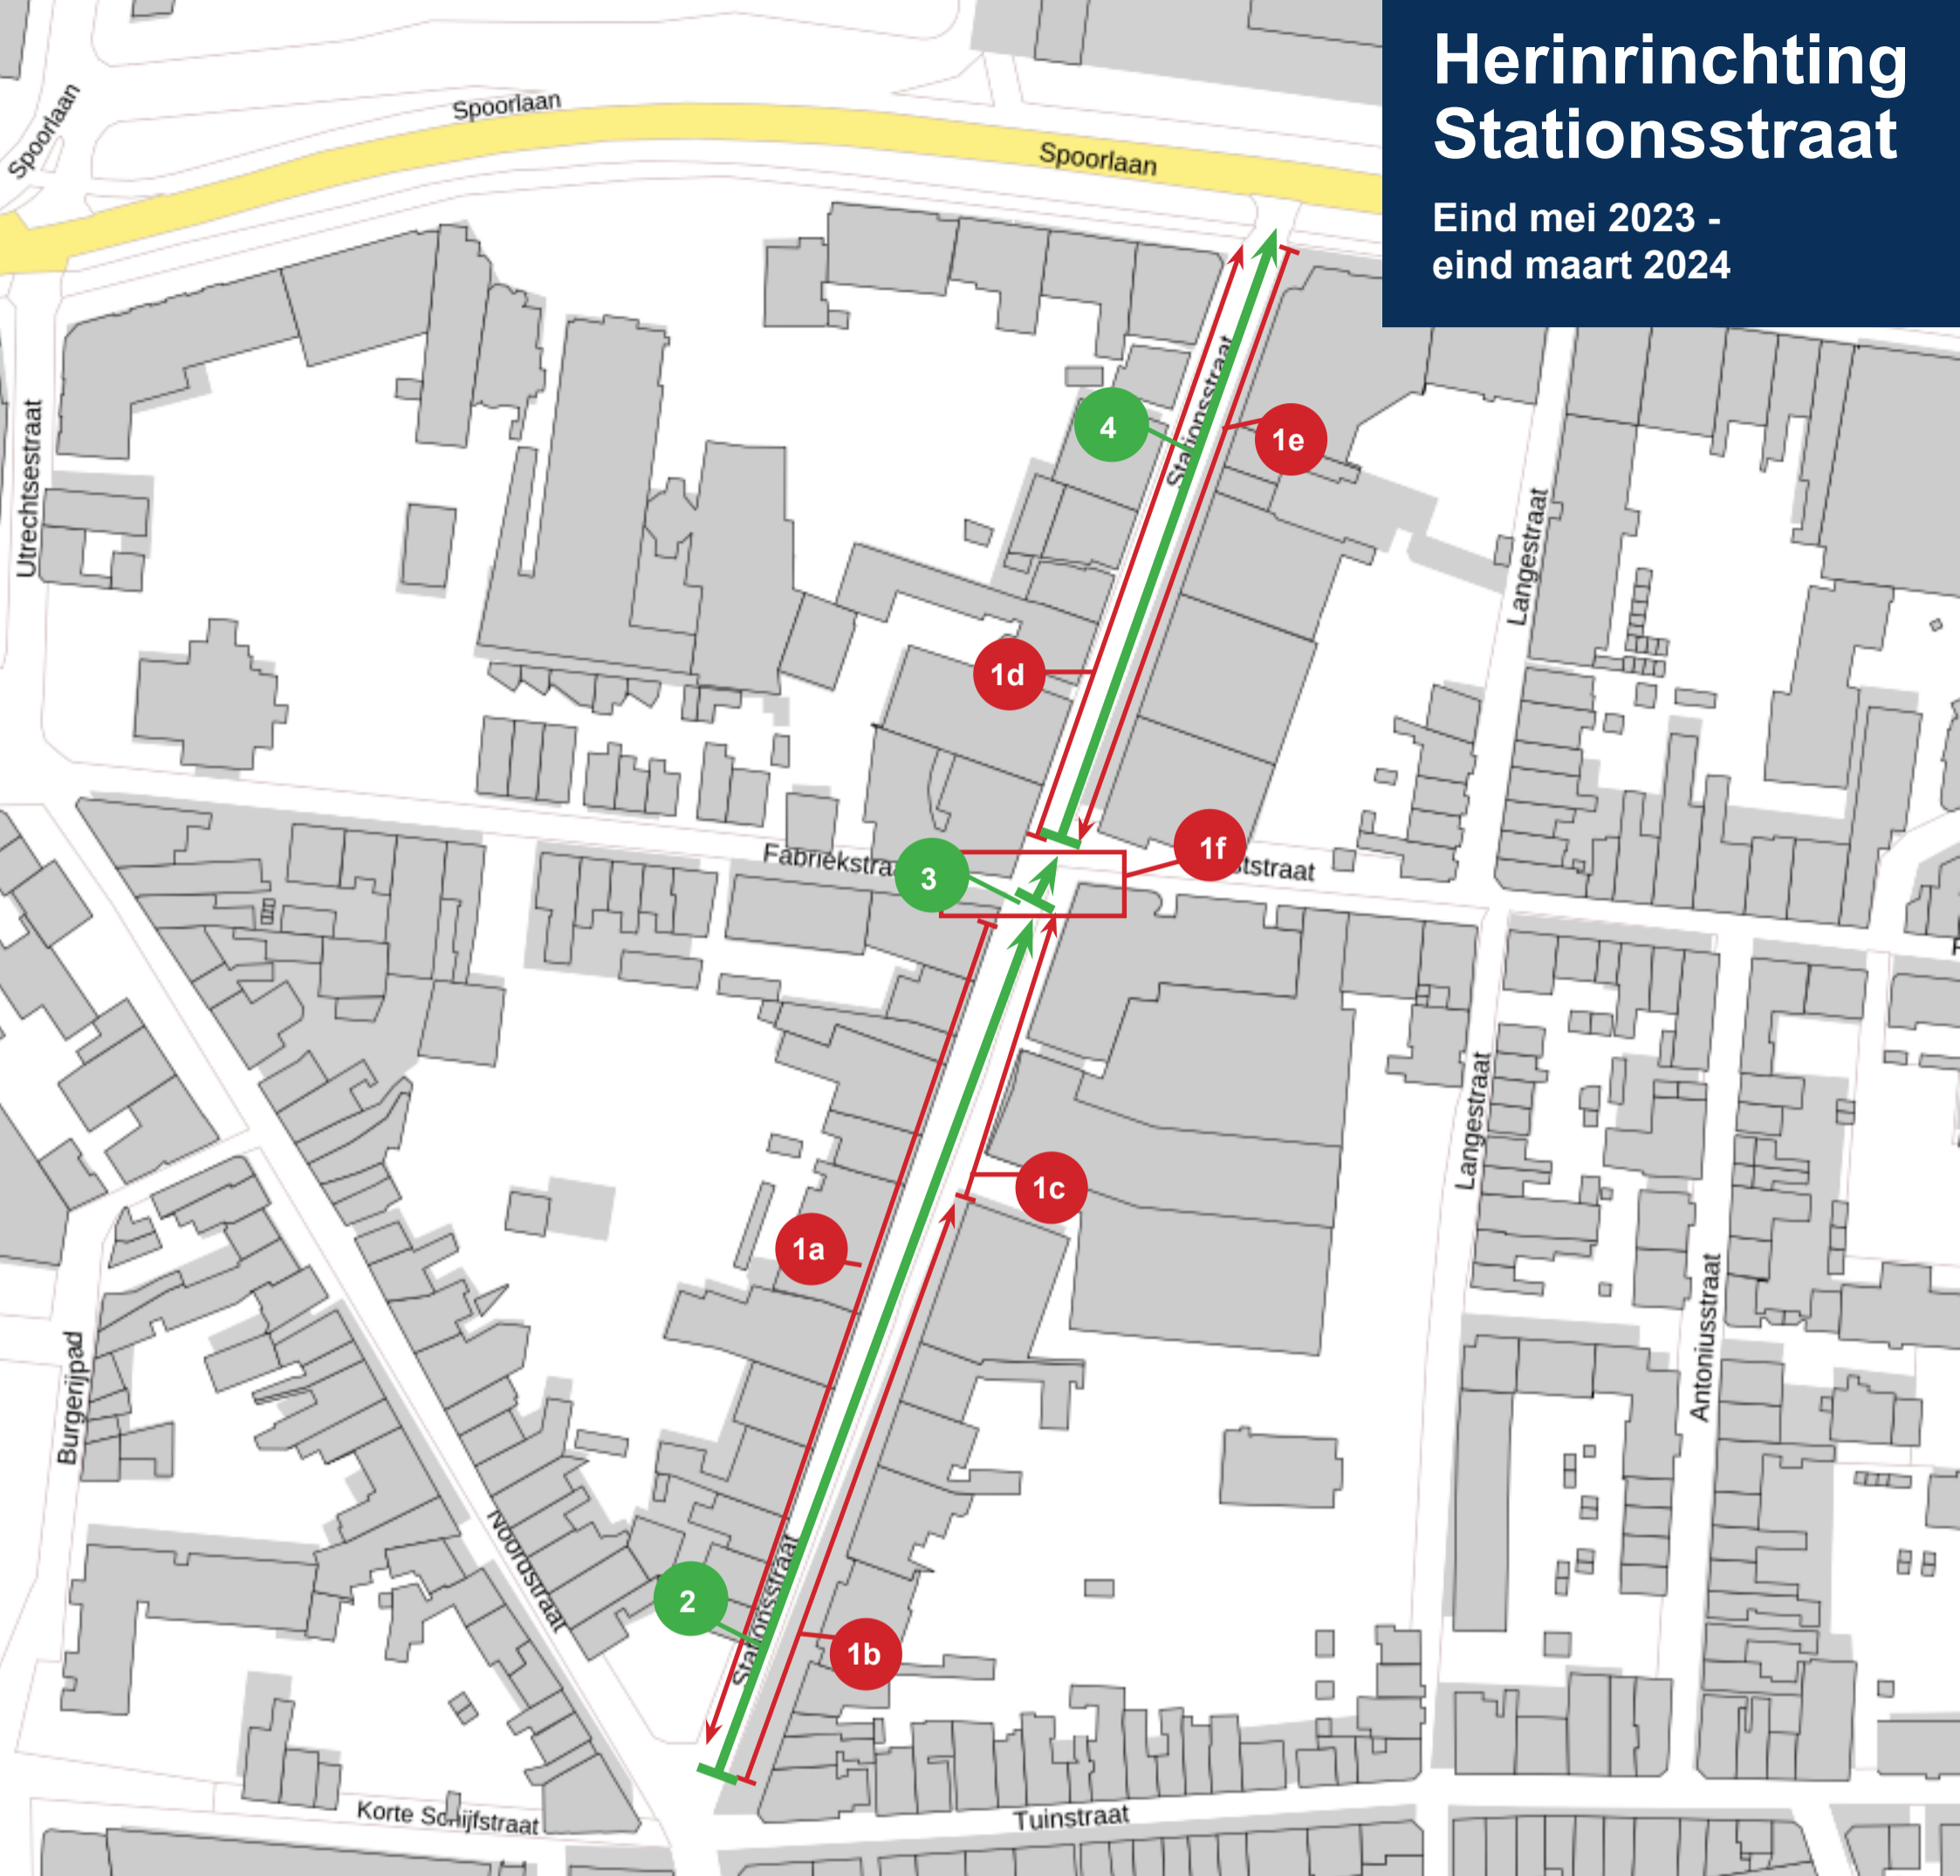 Herinrinchting
Stationsstraat
Eind mei 2023 -
eind maart 2024
Spoorlaan
Spoorlaan
Spoorlaan
Stationsstraat
4
1e
Utrechtsestraat
Langestraat
1d
1f
Fabriekstra
3
tstraat
1c
Langestraat
1a
Antoniusstraat
Burgerijpad
Noordstraat
2
Stationsstraat
1b
Korte Schijfstraat
Tuinstraat